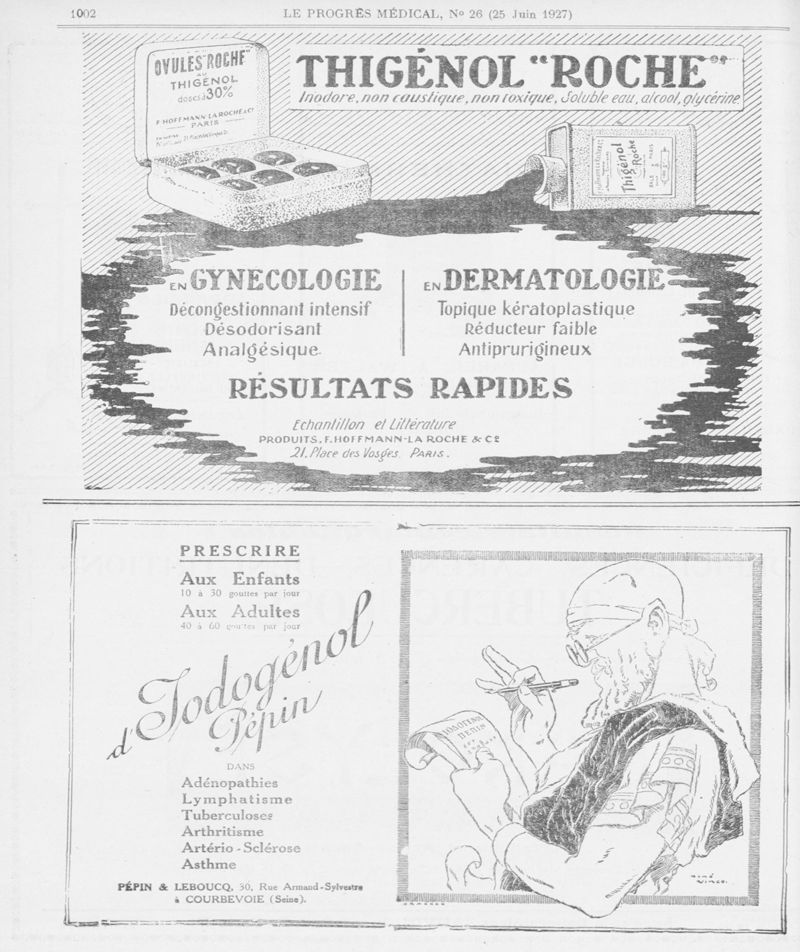 1002
LE PROGRÈS MÉDICAL, No 26 (25 Juin 1927)
OVULES "ROCHE"
AU
THIGÉNOL
dosés à 30%
F. HOFFMANN-LA ROCHE & Co
PARIS
THIGÉNOL "ROCHE"
Inodore, non caustique, non toxique, Soluble eau, alcool, glycérine.
Thigénol
Roche
EN GYNECOLOGIE
Décongestionnant intensif
Désodorisant
Analgésique.
EN DERMATOLOGIE
Topique kératoplastique
Réducteur faible
Antiprurigineux
RÉSULTATS RAPIDES
Echantillon et Littérature
PRODUITS. F. HOFFMANN-LA ROCHE & Co
21, Place des Vosges. PARIS.
PRESCRIRE
Aux Enfants
10 à 30 gouttes par jour
Aux Adultes
40 à 60 gouttes par jour
d'Iodogénol
Pépin
DANS
Adénopathies
Lymphatisme
Tuberculoses
Arthritisme
Artério-Sclérose
Asthme
PÉPIN & LEBOUCQ, 30, Rue Armand-Sylvestre
à COURBEVOIE (Seine).
IODOGÉNOL
PÉPIN